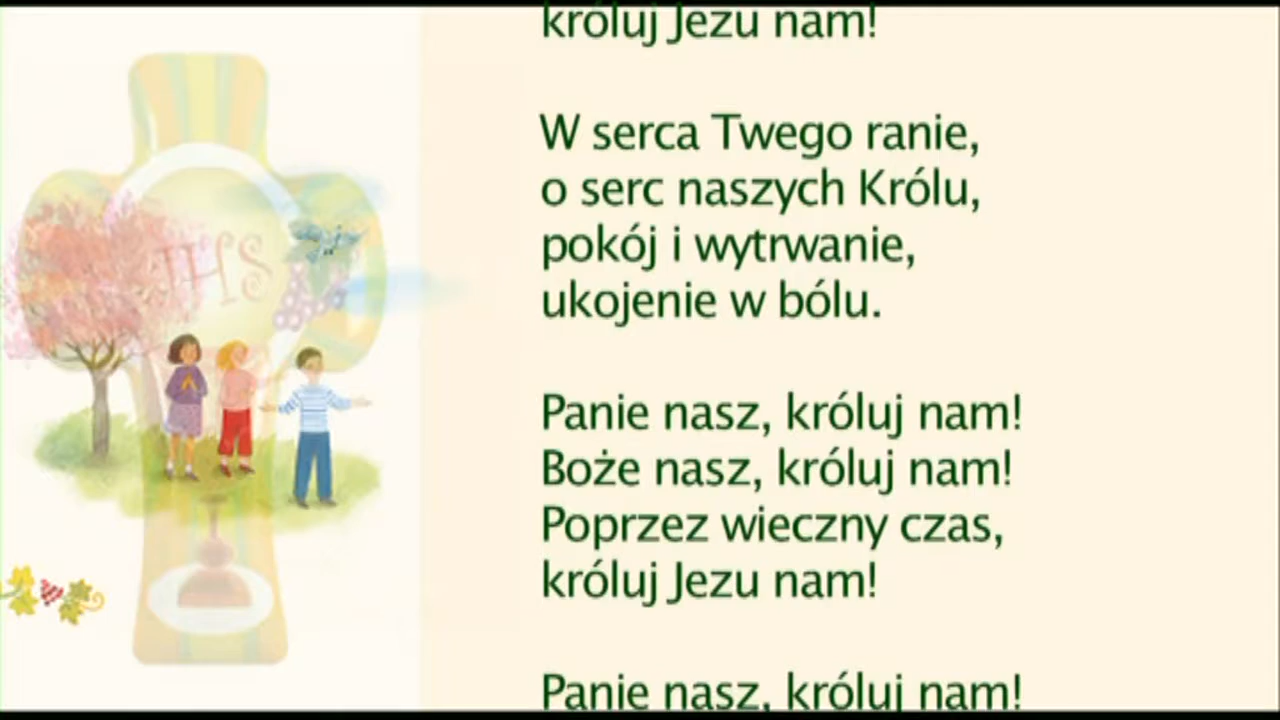 króluj Jezu nam!
W serca Twego ranie,
o serc naszych Królu,
pokój i wytrwanie,
ukojenie w bólu.
Panie nasz, króluj nam!
Boże nasz, króluj nam!
Poprzez wieczny czas,
króluj Jezu nam!
Panie nasz, króluj nam!
JHS